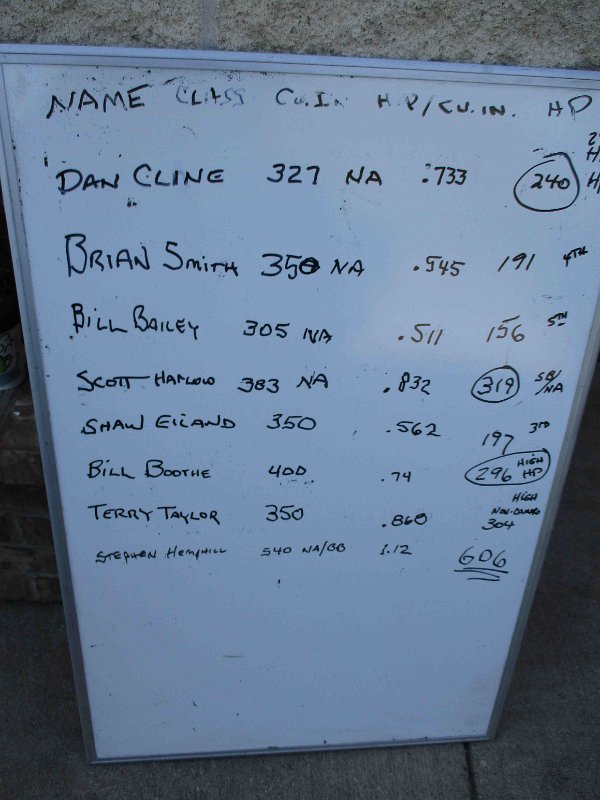 NAME CLASS CU.IN H.P/CU.IN. HP
DAN CLINE 327 NA .733 240
BRIAN SMITH 350 NA .545 191 4TH
BILL BAILEY 305 NA .511 156 5TH
SCOTT HARLOW 383 NA .832 319 SB/NA
SHAW EILAND 350 .562 197 3RD
BILL BOOTHE 400 .74 296 HIGH HP
TERRY TAYLOR 350 .860 304 HIGH
STEPHEN HEMPHILL 540 NA/BB 1.12 606